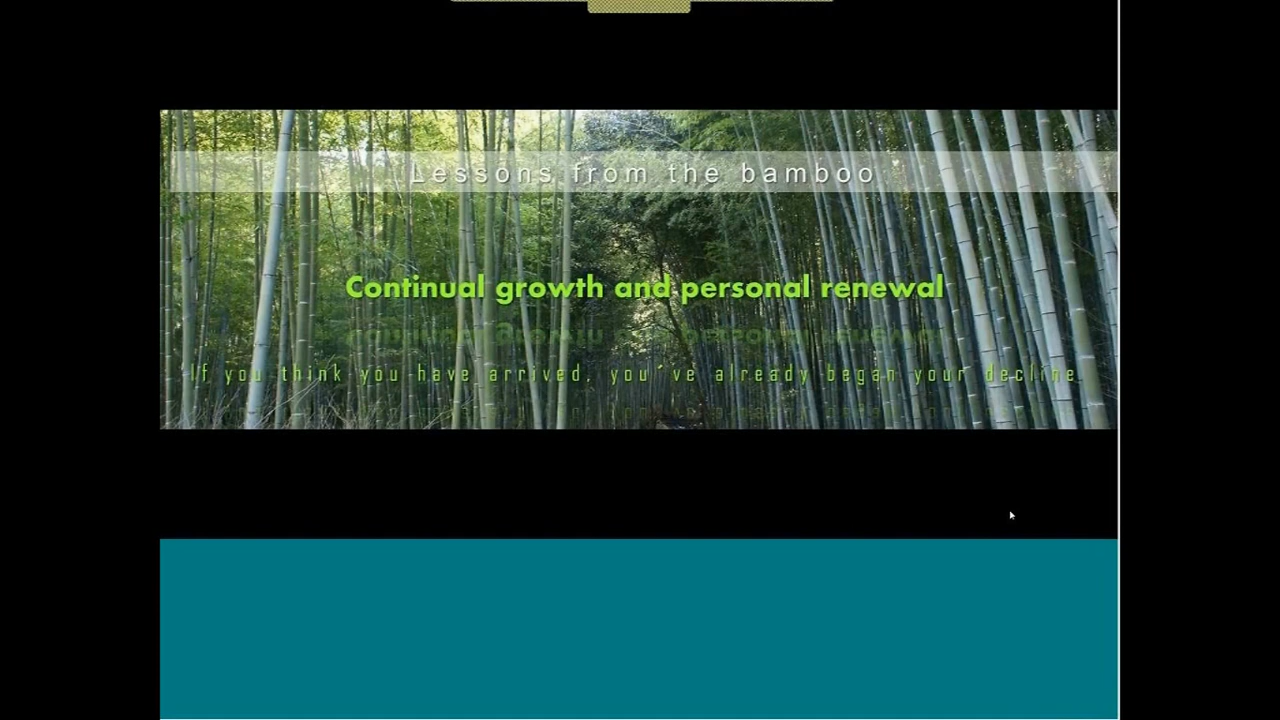 Lessons from the bamboo
Continual growth and personal renewal
If you think you have arrived, you´ve already began your decline